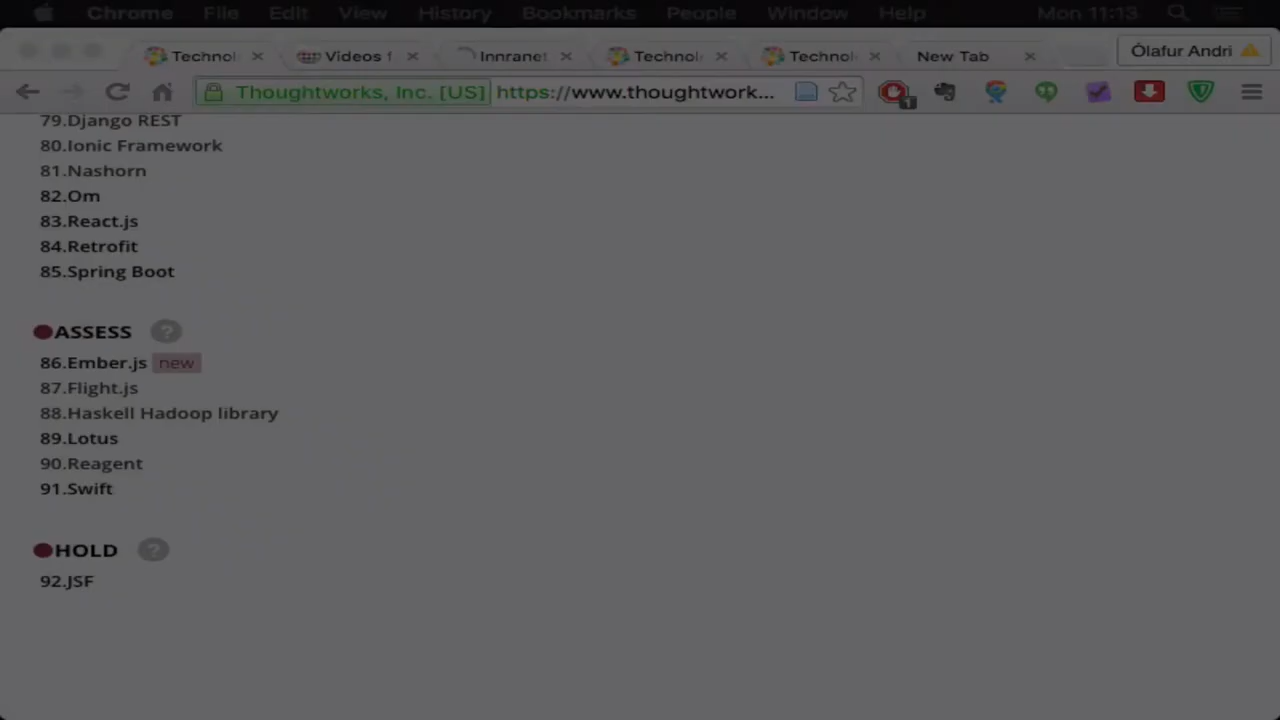 Chrome File Edit View History Bookmarks People Window Help Mon 11:13
Technol Videos f Innranet Technol Technol New Tab Ólafur Andri
Thoughtworks, Inc. [US] https://www.thoughtwork... 1
79.Django REST
80.Ionic Framework
81.Nashorn
82.Om
83.React.js
84.Retrofit
85.Spring Boot
ASSESS ?
86.Ember.js new
87.Flight.js
88.Haskell Hadoop library
89.Lotus
90.Reagent
91.Swift
HOLD ?
92.JSF